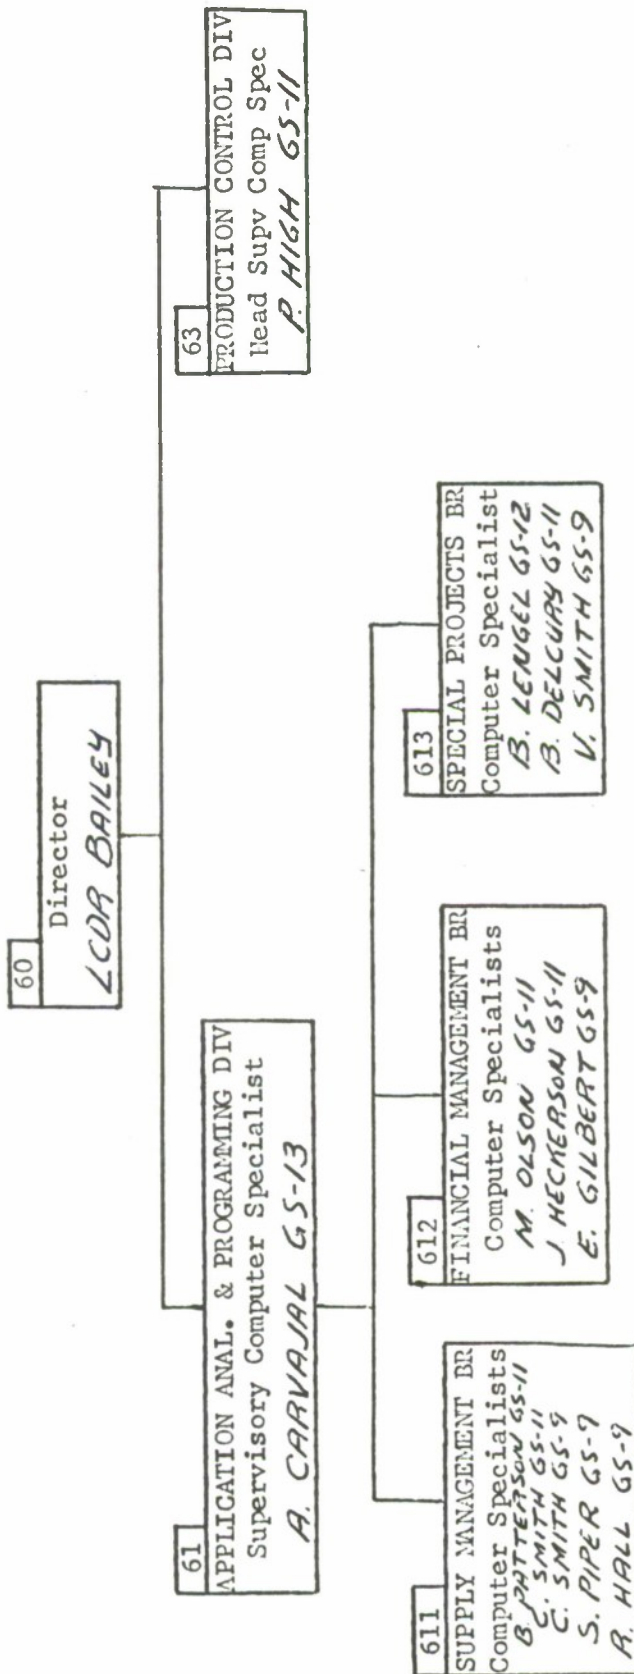 60
Director
LCDR BAILEY
61
APPLICATION ANAL. & PROGRAMMING DIV
Supervisory Computer Specialist
A. CARVAJAL GS-13
63
PRODUCTION CONTROL DIV
Head Supv Comp Spec
P. HIGH GS-11
611
SUPPLY MANAGEMENT BR
Computer Specialists
B. PATTERSON GS-11
C. SMITH GS-11
C. SMITH GS-9
S. PIPER GS-9
R. HALL GS-9
612
FINANCIAL MANAGEMENT BR
Computer Specialists
M. OLSON GS-11
J. HECKERSON GS-11
E. GILBERT GS-9
613
SPECIAL PROJECTS BR
Computer Specialist
B. LENGEL GS-12
B. DELCURY GS-11
V. SMITH GS-9